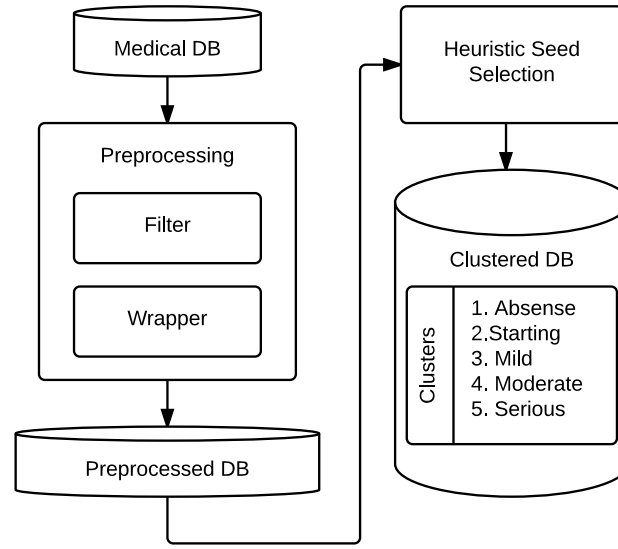 Medical DB
Preprocessing
Filter
Wrapper
Preprocessed DB
Heuristic Seed
Selection
Clustered DB
Clusters
1. Absense
2.Starting
3. Mild
4. Moderate
5. Serious